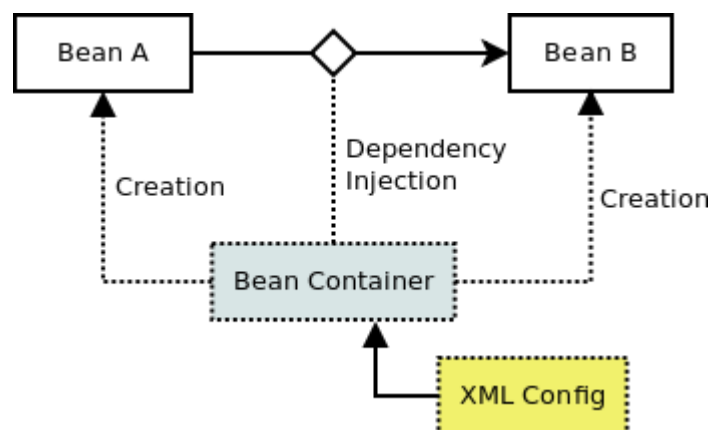 Bean A
Bean B
Dependency
Injection
Creation
Creation
Bean Container
XML Config